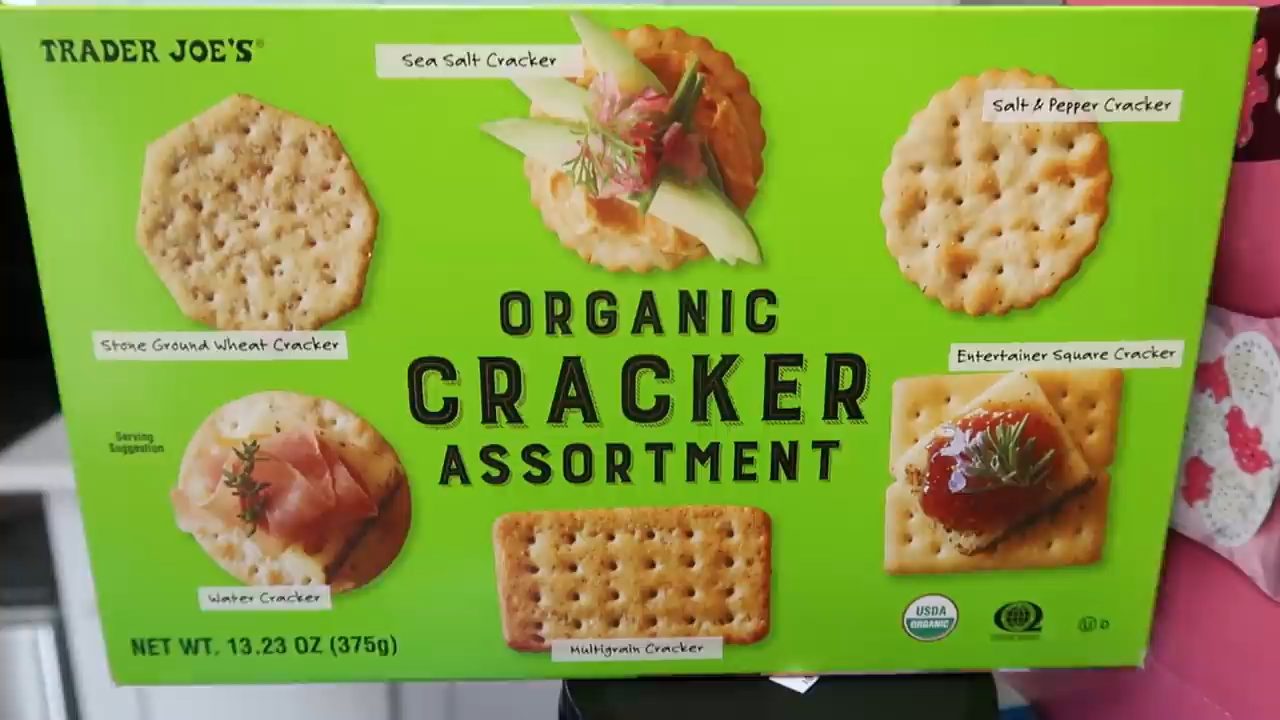 TRADER JOE'S®
Sea Salt Cracker
Salt & Pepper Cracker
Stone Ground Wheat Cracker
ORGANIC
CRACKER
ASSORTMENT
Entertainer Square Cracker
Serving
Suggestion
Water Cracker
Multigrain Cracker
NET WT. 13.23 OZ (375g)
USDA
ORGANIC
U D